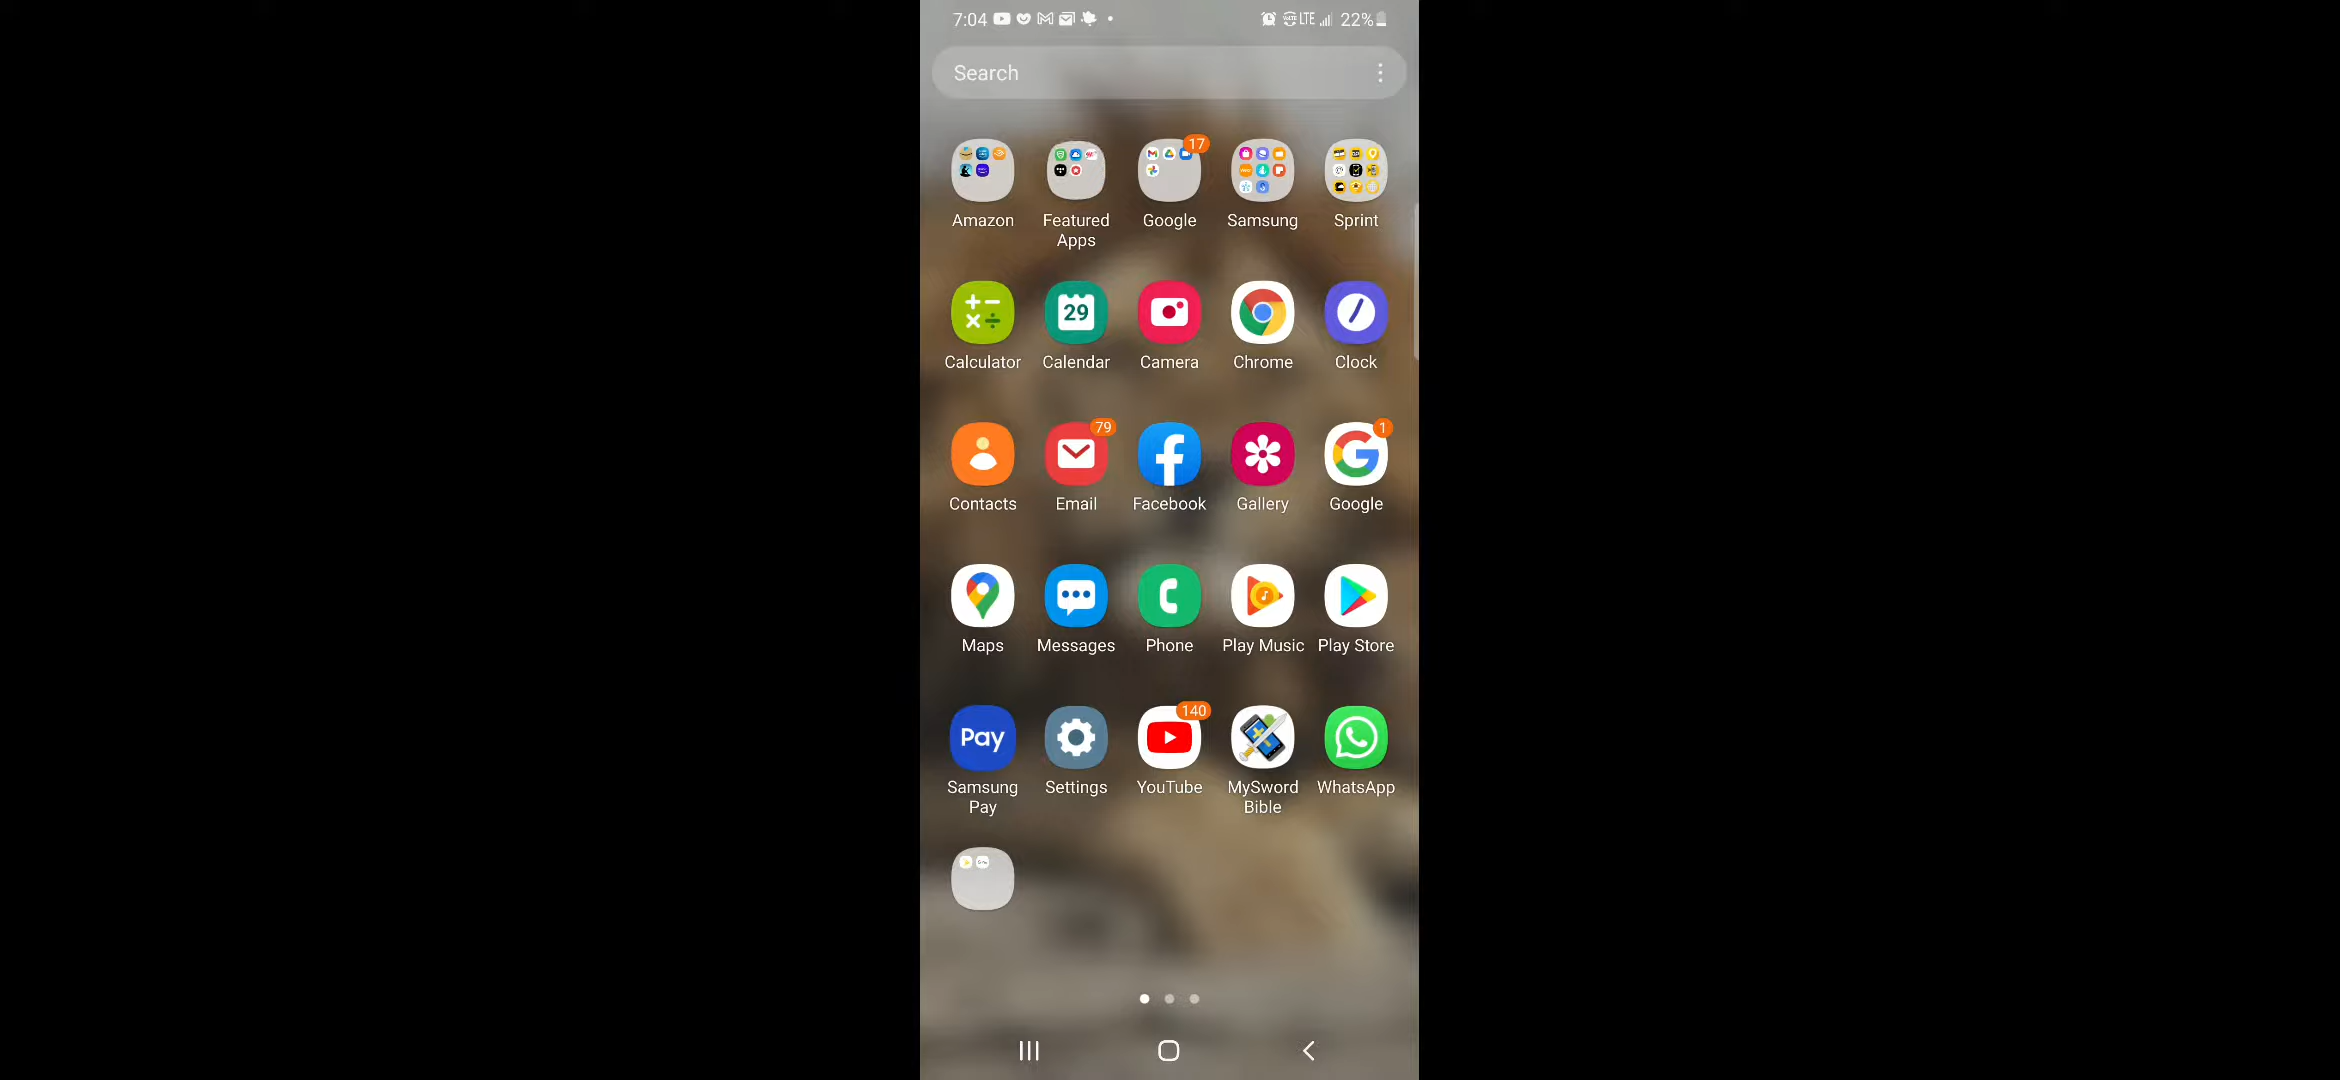 7:04 LTE 22%
Search
17
Amazon Featured Apps Google Samsung Sprint
29
Calculator Calendar Camera Chrome Clock
79 1
Contacts Email Facebook Gallery Google
Maps Messages Phone Play Music Play Store
140
Pay
Samsung Pay Settings YouTube MySword Bible WhatsApp